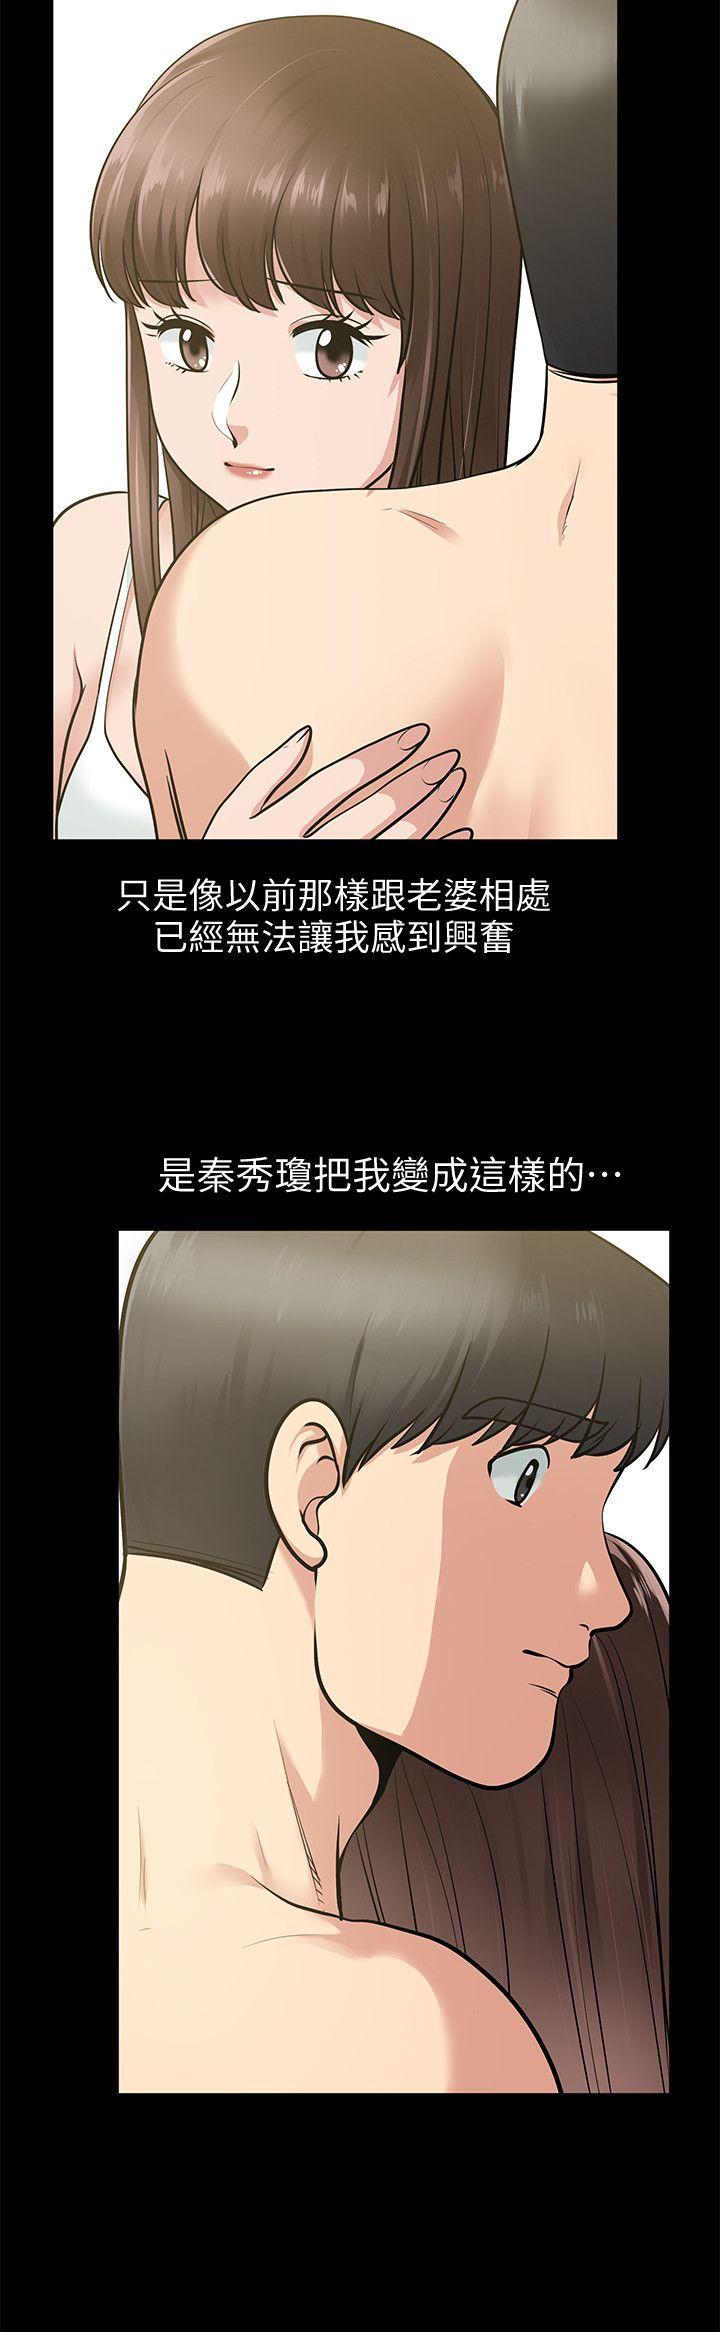 只是像以前那樣跟老婆相處
已經無法讓我感到興奮
是秦秀瓊把我變成這樣的⋯